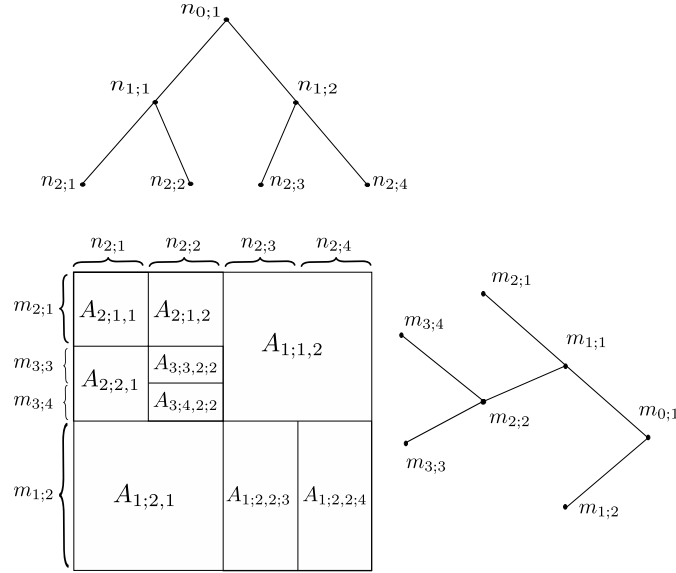 n_{0;1}
n_{1;1} n_{1;2}
n_{2;1} n_{2;2} n_{2;3} n_{2;4}
n_{2;1} n_{2;2} n_{2;3} n_{2;4}
m_{2;1} A_{2;1,1} A_{2;1,2} A_{1;1,2}
m_{3;3} A_{2;2,1} A_{3;3,2;2}
m_{3;4} A_{3;4,2;2}
m_{1;2} A_{1;2,1} A_{1;2,2;3} A_{1;2,2;4}
m_{2;1}
m_{3;4}
m_{1;1}
m_{0;1}
m_{2;2}
m_{3;3}
m_{1;2}